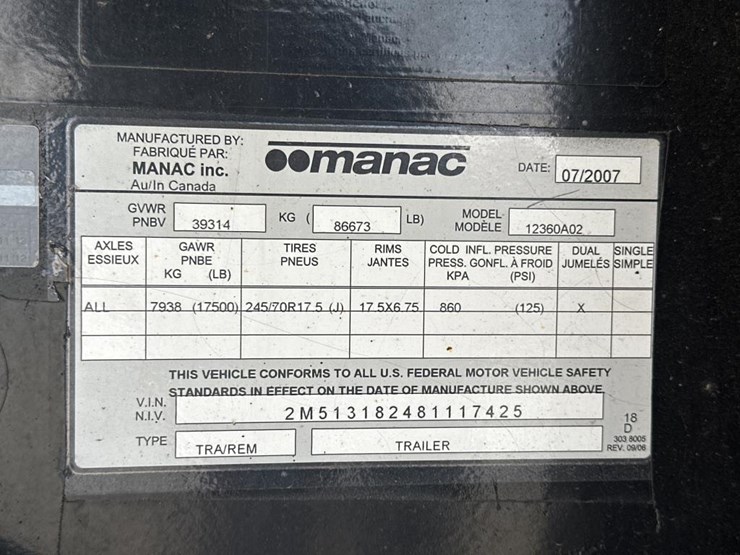 MANUFACTURED BY:
FABRIQUÉ PAR:
MANAC inc.
Au/In Canada
manac
DATE: 07/2007
GVWR
PNBV 39314 KG ( 86673 LB) MODEL
MODÈLE 12360A02
AXLES
ESSIEUX
GAWR
PNBE
KG (LB)
TIRES
PNEUS
RIMS
JANTES
COLD INFL. PRESSURE
PRESS. GONFL. À FROID
KPA (PSI)
DUAL
JUMELÉS
SINGLE
SIMPLE
ALL 7938 (17500) 245/70R17.5 (J) 17.5X6.75 860 (125) X
THIS VEHICLE CONFORMS TO ALL U.S. FEDERAL MOTOR VEHICLE SAFETY
STANDARDS IN EFFECT ON THE DATE OF MANUFACTURE SHOWN ABOVE
V.I.N.
N.I.V. 2M513182481117425
TYPE TRA/REM TRAILER
18
D
303 8005
REV. 09/06